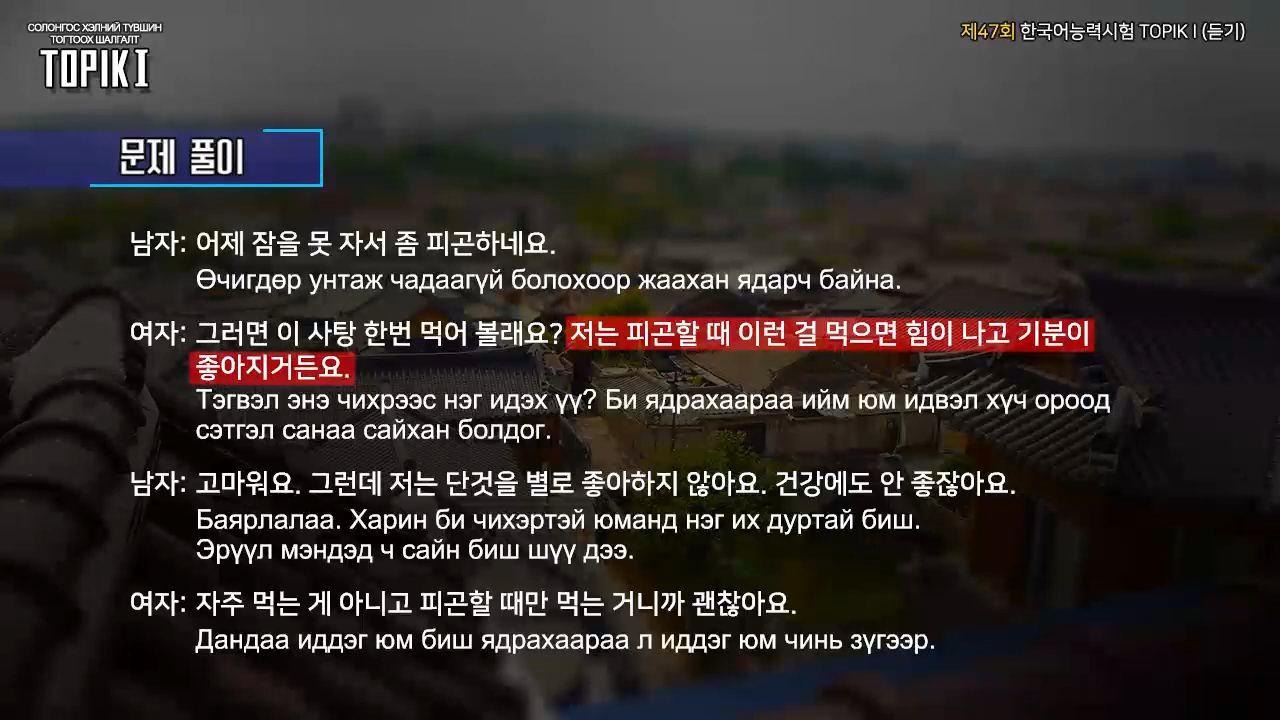 СОЛОНГОС ХЭЛНИЙ ТҮВШИН
ТОГТООХ ШАЛГАЛТ
TOPIK I
제47회 한국어능력시험 TOPIK I (듣기)
문제 풀이
남자: 어제 잠을 못 자서 좀 피곤하네요.
Өчигдөр унтаж чадаагүй болохоор жаахан ядарч байна.
여자: 그러면 이 사탕 한번 먹어 볼래요? 저는 피곤할 때 이런 걸 먹으면 힘이 나고 기분이
좋아지거든요.
Тэгвэл энэ чихрээс нэг идэх үү? Би ядрахаараа ийм юм идвэл хүч ороод
сэтгэл санаа сайхан болдог.
남자: 고마워요. 그런데 저는 단것을 별로 좋아하지 않아요. 건강에도 안 좋잖아요.
Баярлалаа. Харин би чихэртэй юманд нэг их дуртай биш.
Эрүүл мэндэд ч сайн биш шүү дээ.
여자: 자주 먹는 게 아니고 피곤할 때만 먹는 거니까 괜찮아요.
Дандаа иддэг юм биш ядрахаараа л иддэг юм чинь зүгээр.